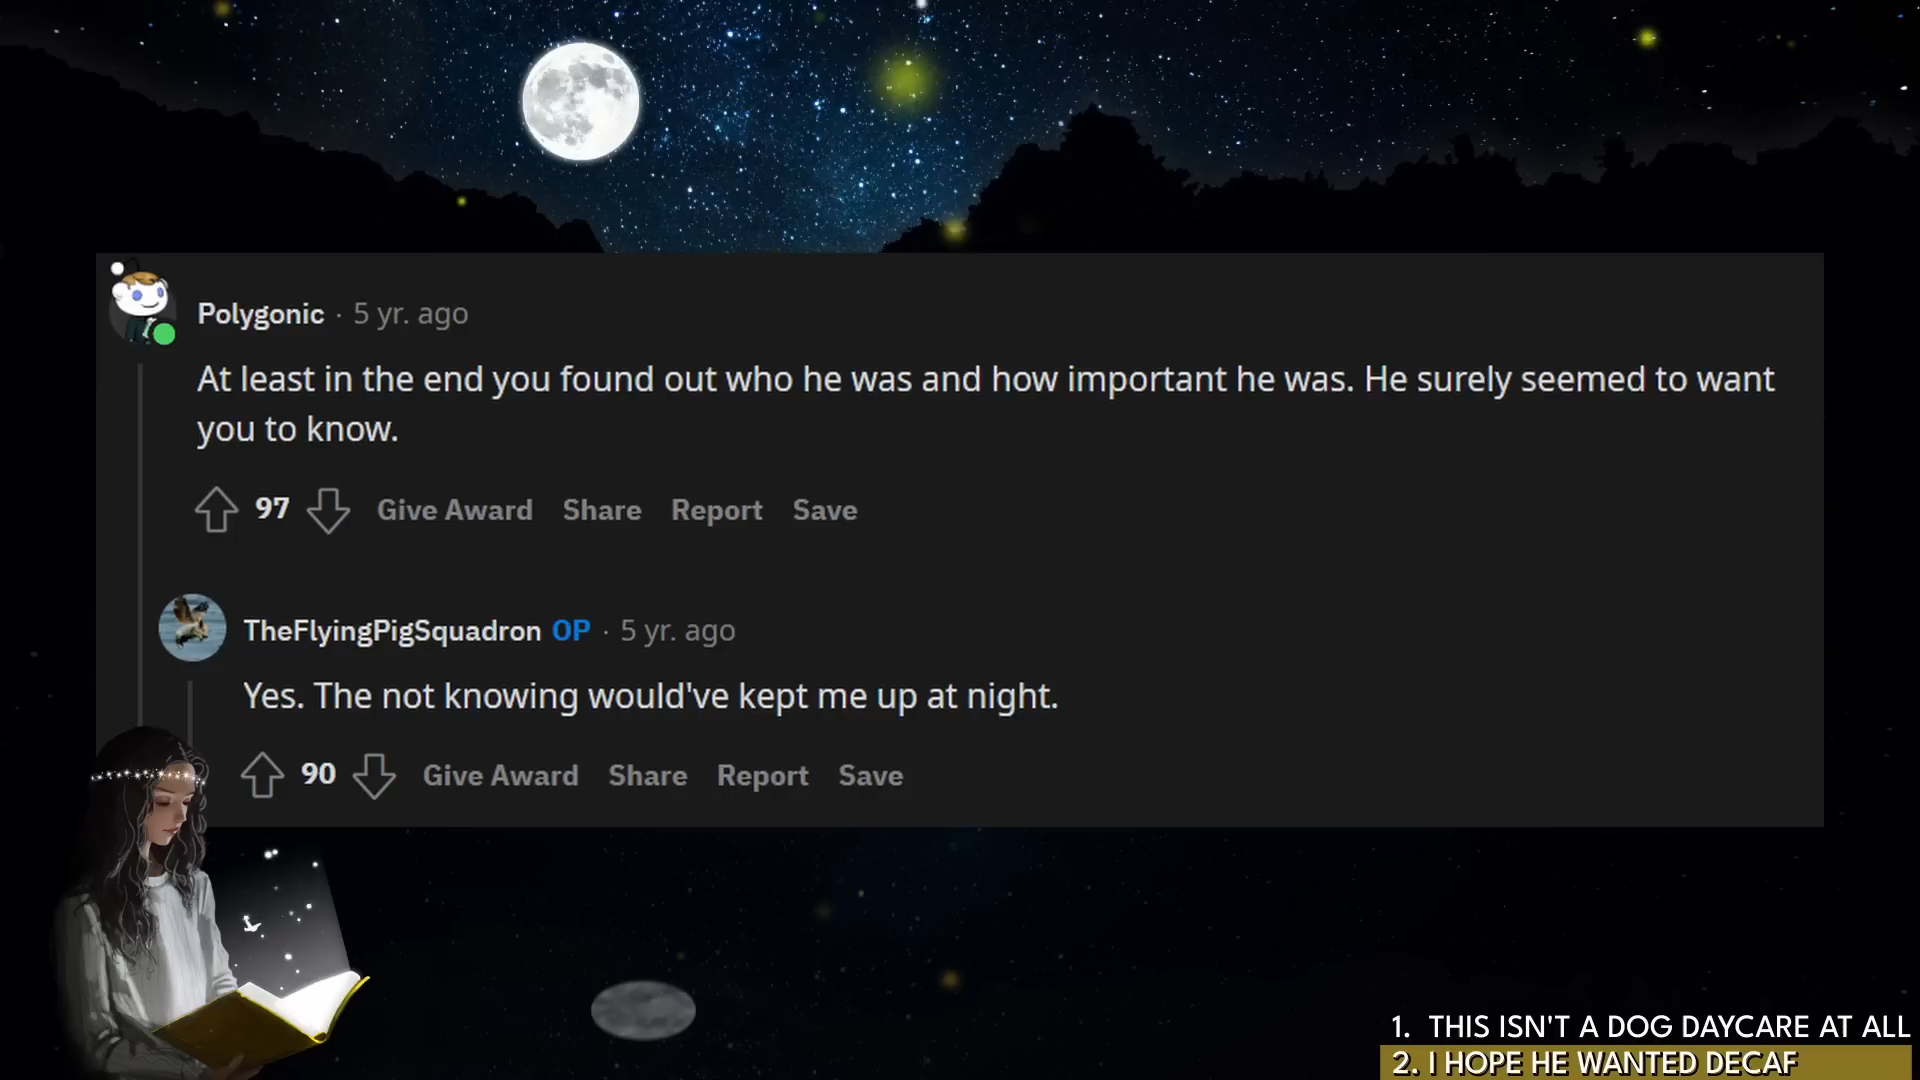 Polygonic · 5 yr. ago
At least in the end you found out who he was and how important he was. He surely seemed to want
you to know.
97 Give Award Share Report Save
TheFlyingPigSquadron OP · 5 yr. ago
Yes. The not knowing would've kept me up at night.
90 Give Award Share Report Save
1. THIS ISN'T A DOG DAYCARE AT ALL
2. I HOPE HE WANTED DECAF